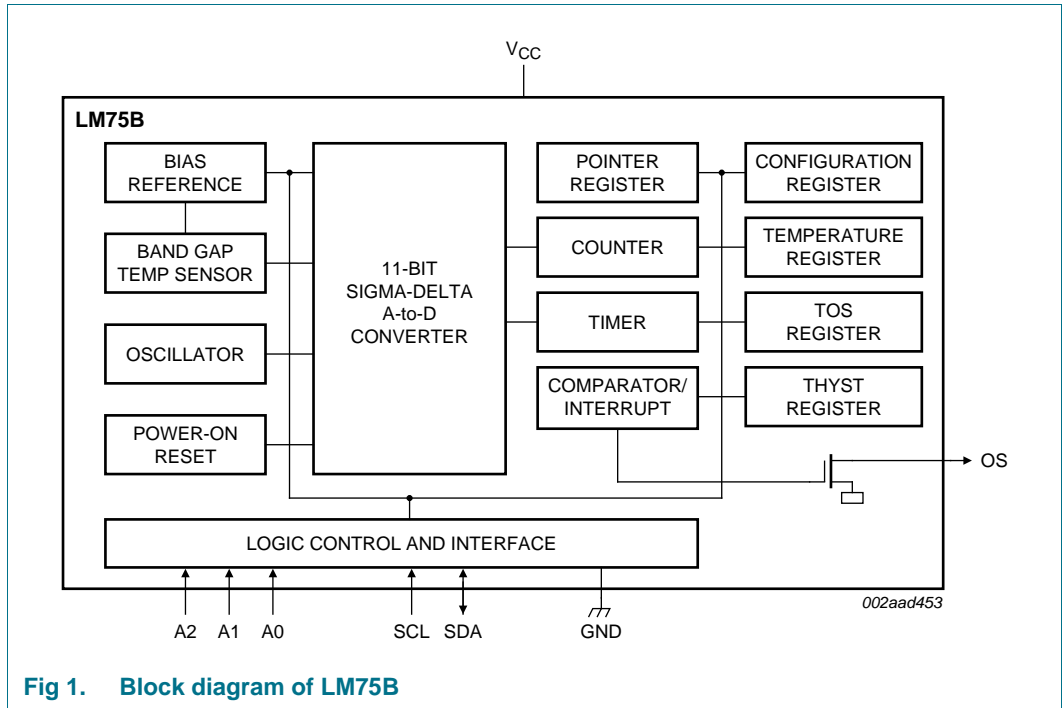 VCC
LM75B
BIAS
REFERENCE
BAND GAP
TEMP SENSOR
OSCILLATOR
POWER-ON
RESET
11-BIT
SIGMA-DELTA
A-to-D
CONVERTER
POINTER
REGISTER
COUNTER
TIMER
COMPARATOR/
INTERRUPT
CONFIGURATION
REGISTER
TEMPERATURE
REGISTER
TOS
REGISTER
THYST
REGISTER
OS
LOGIC CONTROL AND INTERFACE
002aad453
A2 A1 A0 SCL SDA GND
Fig 1. Block diagram of LM75B